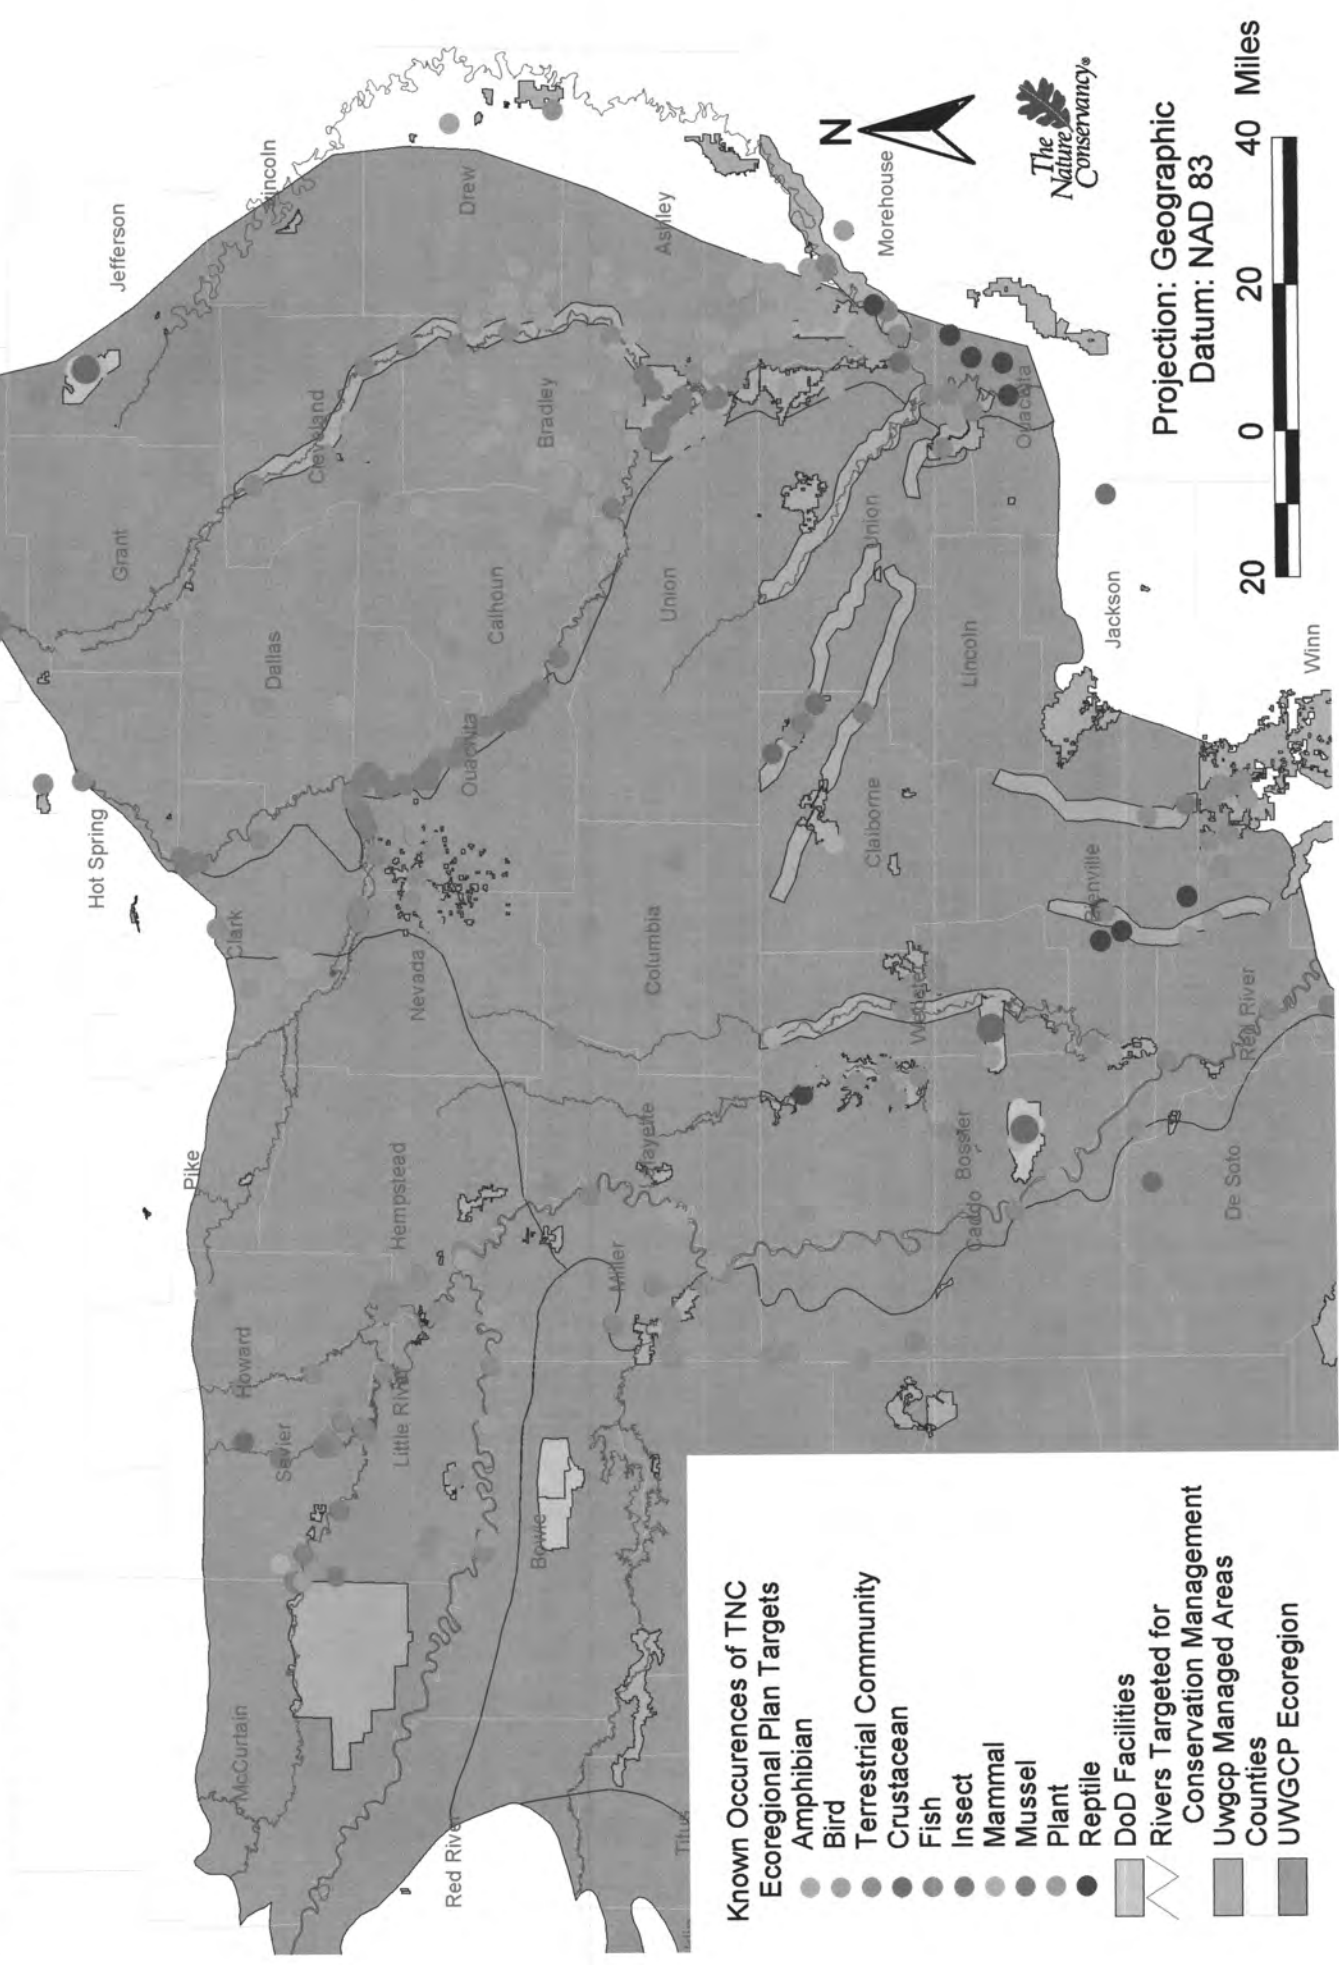 Jefferson
Lincoln
Drew
Ashley
Morehouse
N
The
Nature
Conservancy®
Grant
Cleveland
Bradley
Ouachita
Hot Spring
Dallas
Calhoun
Union
Union
Lincoln
Jackson
Winn
Clark
Ouachita
Nevada
Columbia
Claiborne
Bienville
Webster
Red River
Pike
Hempstead
Lafayette
Miller
Bossier
Caddo
De Soto
Howard
Sevier
Little River
Bowie
McCurtain
Red River
Titus
Known Occurences of TNC
Ecoregional Plan Targets
Amphibian
Bird
Terrestrial Community
Crustacean
Fish
Insect
Mammal
Mussel
Plant
Reptile
DoD Facilities
Rivers Targeted for
Conservation Management
Uwgcp Managed Areas
Counties
UWGCP Ecoregion
Projection: Geographic
Datum: NAD 83
20 0 20 40 Miles